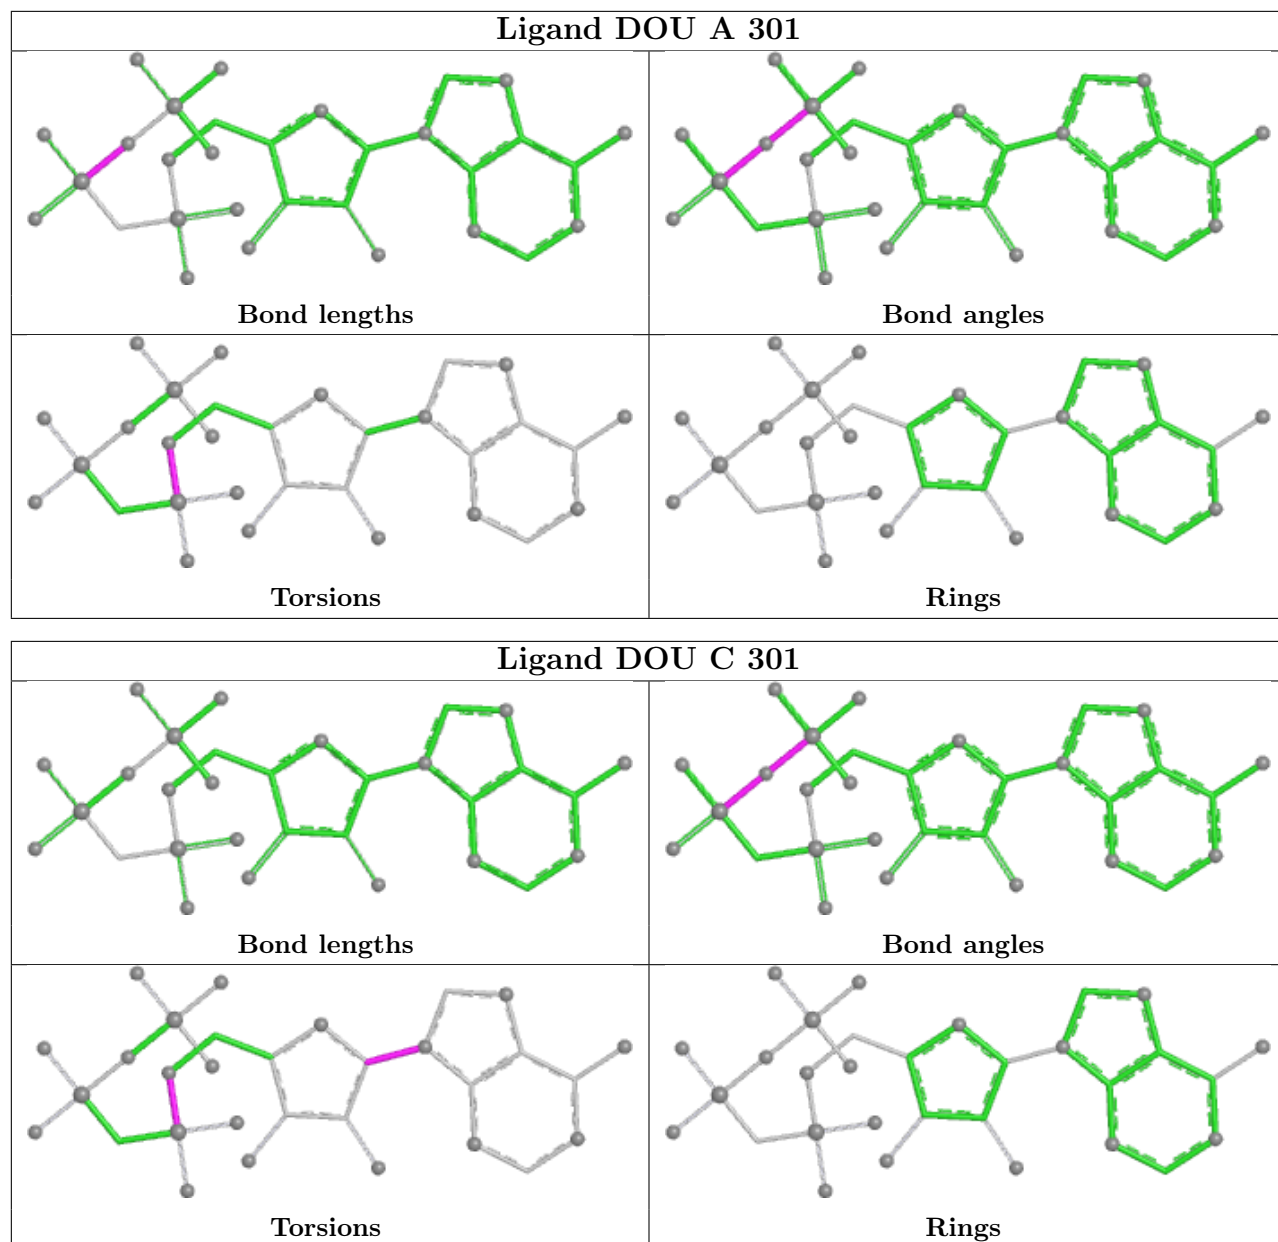 Ligand DOU A 301
Bond lengths
Bond angles
Torsions
Rings
Ligand DOU C 301
Bond lengths
Bond angles
Torsions
Rings